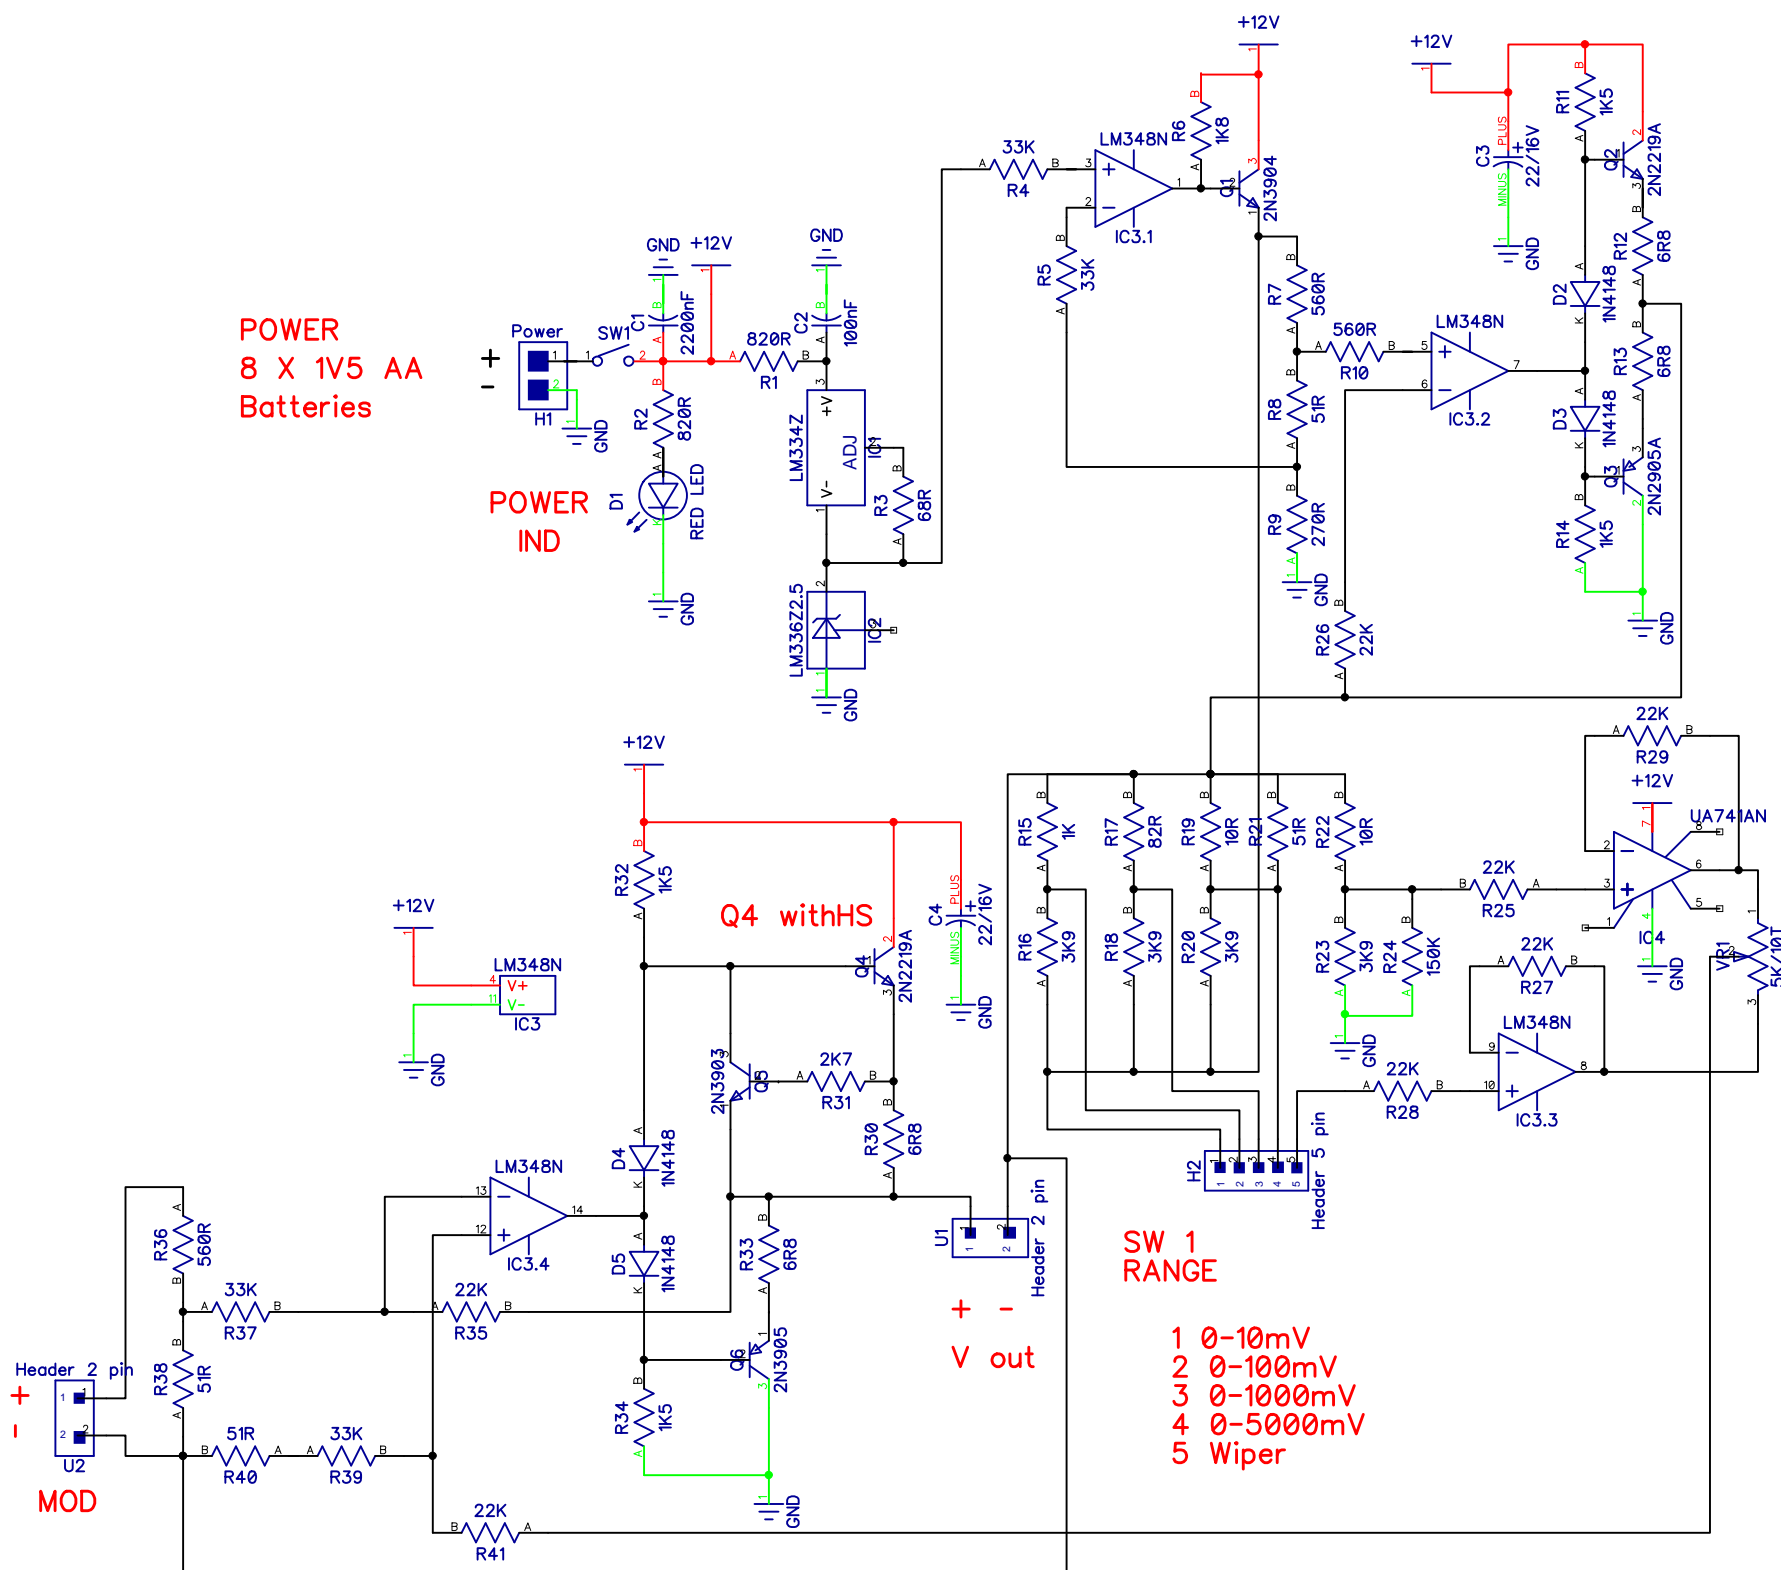 +12V
+12V
R11
1K5
R6
1K8
LM348N
33K
R4
IC3.1
Q1
2N3904
C3
22/16V
PLUS
MINUS
GND
Q2
2N2219A
R12
6R8
R5
33K
R7
560R
D2
1N4148
GND
+12V
GND
C1
2200nF
C2
100nF
POWER
8 X 1V5 AA
Batteries
Power
SW1
+
-
H1
GND
820R
R1
560R
R10
LM348N
IC3.2
R13
6R8
R2
820R
LM334Z
+V
ADJ
V-
IC1
R8
51R
D3
1N4148
Q3
2N2905A
POWER
IND
D1
RED LED
R3
68R
R9
270R
GND
R14
1K5
GND
GND
LM336Z2.5
IC2
GND
R26
22K
+12V
22K
R29
+12V
UA741AN
IC4
GND
R15
1K
R17
82R
R19
10R
R21
51R
R22
10R
22K
R25
R32
1K5
Q4 withHS
C4
22/16V
PLUS
MINUS
GND
Q4
2N2219A
R16
3K9
R18
3K9
R20
3K9
R23
3K9
R24
150K
GND
22K
R27
VR1
5K/10T
+12V
LM348N
V+
V-
IC3
GND
2N3903
Q5
2K7
R31
R30
6R8
22K
R28
LM348N
IC3.3
D4
1N4148
LM348N
IC3.4
H2
Header 5 pin
R36
560R
D5
1N4148
R33
6R8
U1
Header 2 pin
SW 1
RANGE
33K
R37
22K
R35
+ -
V out
Header 2 pin
+
-
U2
MOD
R38
51R
Q6
2N3905
R34
1K5
GND
1 0-10mV
2 0-100mV
3 0-1000mV
4 0-5000mV
5 Wiper
51R
R40
33K
R39
22K
R41